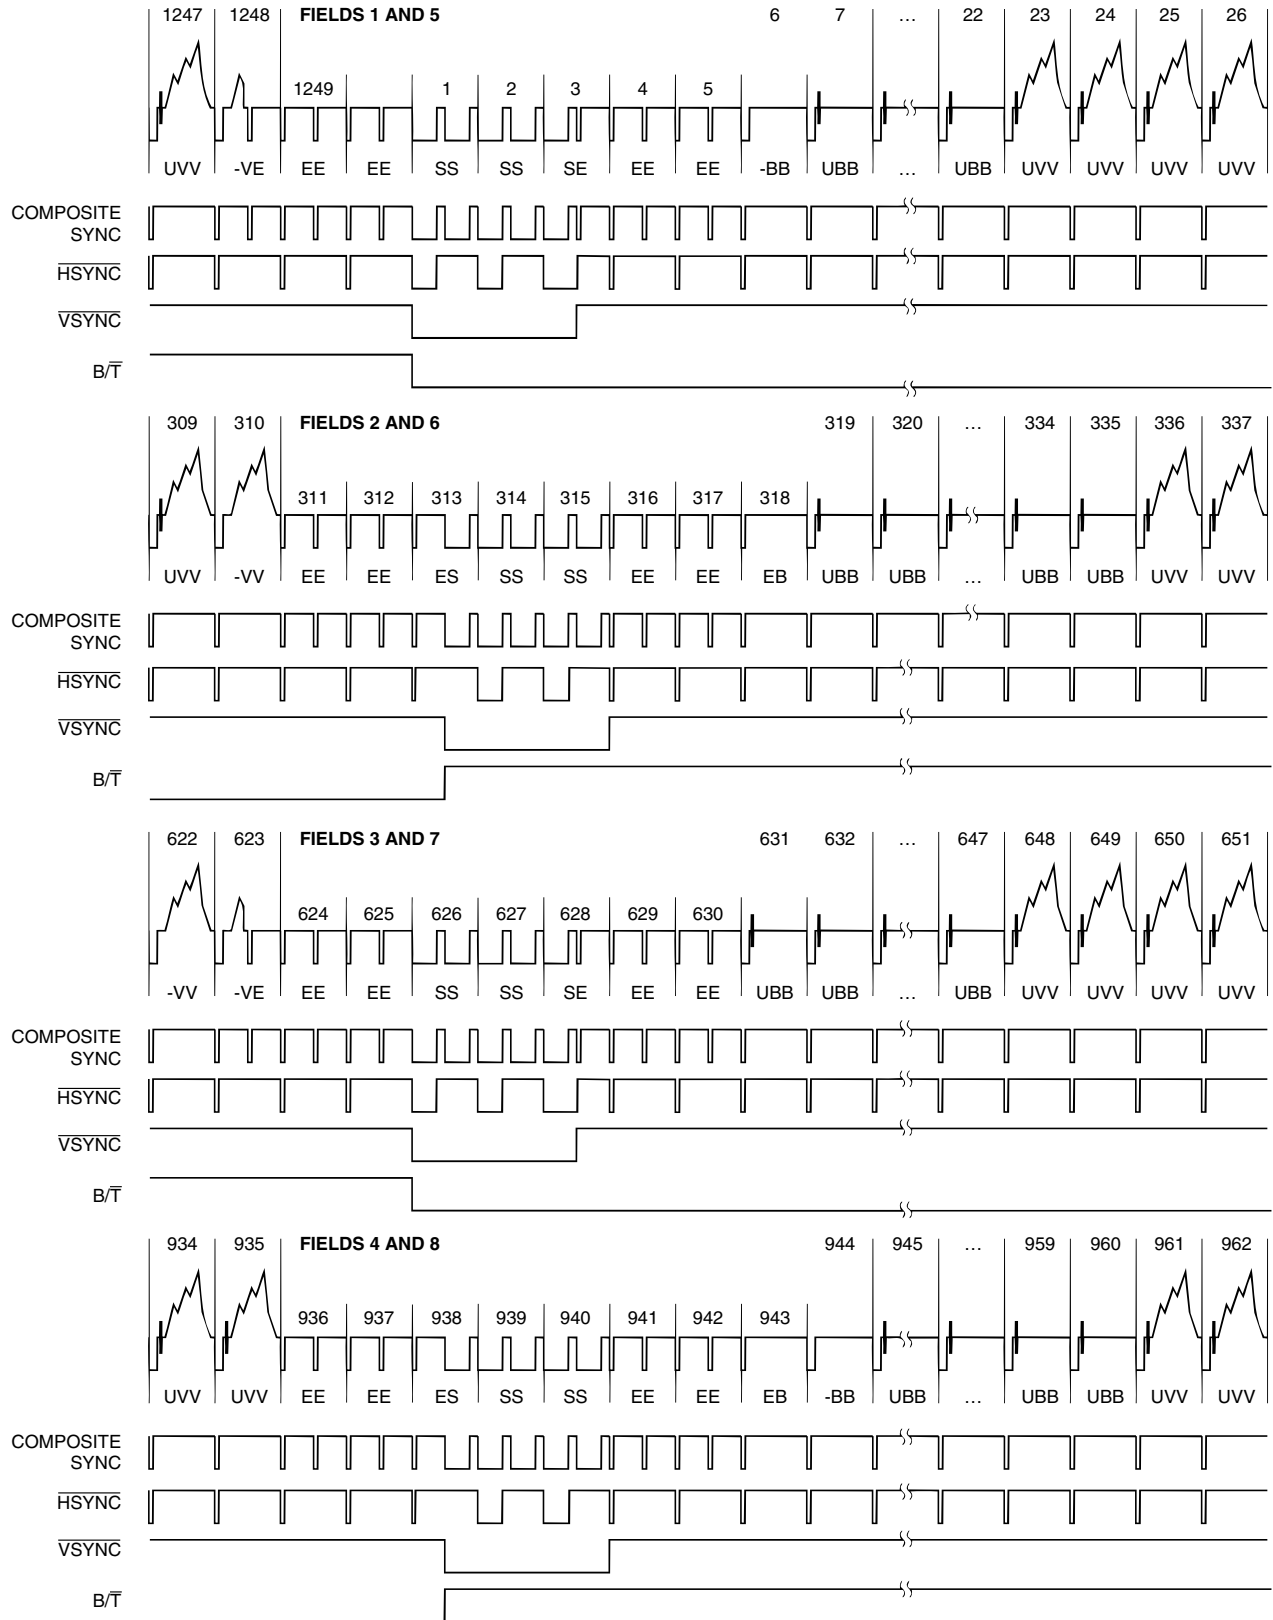 1247 1248 FIELDS 1 AND 5 6 7 ... 22 23 24 25 26
1249 1 2 3 4 5
UVV -VE EE EE SS SS SE EE EE -BB UBB ... UBB UVV UVV UVV UVV
COMPOSITE
SYNC
HSYNC
VSYNC
B/T
309 310 FIELDS 2 AND 6 319 320 ... 334 335 336 337
311 312 313 314 315 316 317 318
UVV -VV EE EE ES SS SS EE EE EB UBB UBB ... UBB UBB UVV UVV
COMPOSITE
SYNC
HSYNC
VSYNC
B/T
622 623 FIELDS 3 AND 7 631 632 ... 647 648 649 650 651
624 625 626 627 628 629 630
-VV -VE EE EE SS SS SE EE EE UBB UBB ... UBB UVV UVV UVV UVV
COMPOSITE
SYNC
HSYNC
VSYNC
B/T
934 935 FIELDS 4 AND 8 944 945 ... 959 960 961 962
936 937 938 939 940 941 942 943
UVV UVV EE EE ES SS SS EE EE EB -BB UBB ... UBB UBB UVV UVV
COMPOSITE
SYNC
HSYNC
VSYNC
B/T